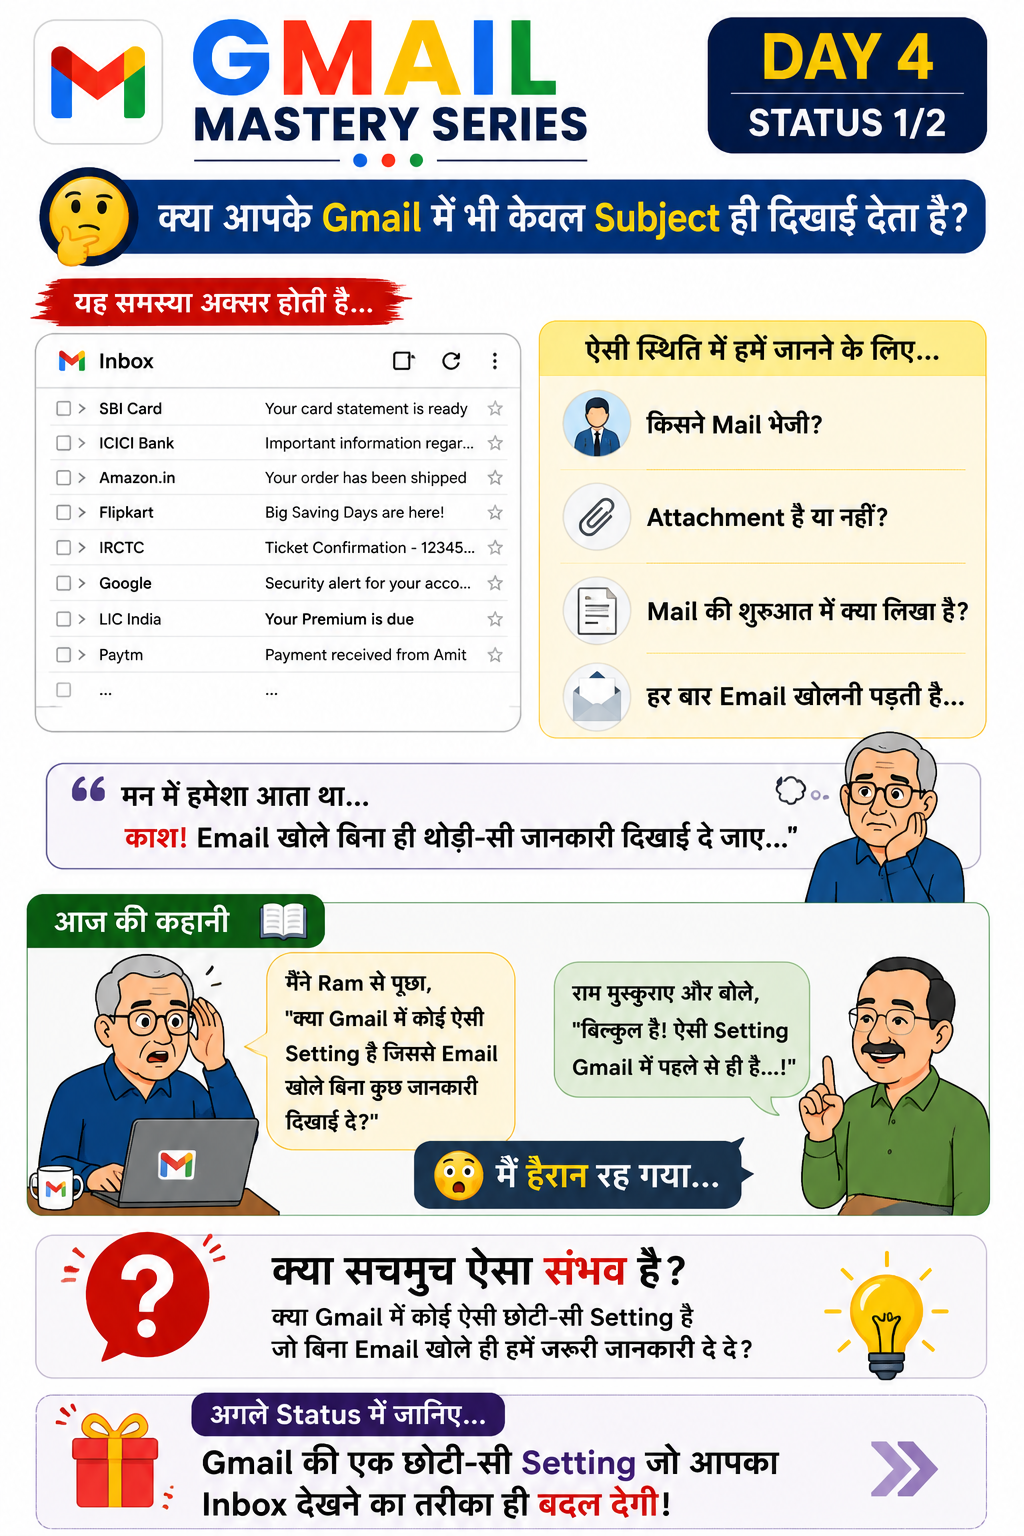 GMAIL
MASTERY SERIES
DAY 4
STATUS 1/2
क्या आपके Gmail में भी केवल Subject ही दिखाई देता है?
यह समस्या अक्सर होती है...
Inbox
SBI Card Your card statement is ready
ICICI Bank Important information regar...
Amazon.in Your order has been shipped
Flipkart Big Saving Days are here!
IRCTC Ticket Confirmation - 12345...
Google Security alert for your acco...
LIC India Your Premium is due
Paytm Payment received from Amit
... ...
ऐसी स्थिति में हमें जानने के लिए...
किसने Mail भेजी?
Attachment है या नहीं?
Mail की शुरुआत में क्या लिखा है?
हर बार Email खोलनी पड़ती है...
“ मन में हमेशा आता था...
काश! Email खोले बिना ही थोड़ी-सी जानकारी दिखाई दे जाए..."
आज की कहानी
मैंने Ram से पूछा,
"क्या Gmail में कोई ऐसी
Setting है जिससे Email
खोले बिना कुछ जानकारी
दिखाई दे?"
राम मुस्कुराए और बोले,
"बिल्कुल है! ऐसी Setting
Gmail में पहले से ही है...!"
मैं हैरान रह गया...
क्या सचमुच ऐसा संभव है?
क्या Gmail में कोई ऐसी छोटी-सी Setting है
जो बिना Email खोले ही हमें जरूरी जानकारी दे दे?
अगले Status में जानिए...
Gmail की एक छोटी-सी Setting जो आपका
Inbox देखने का तरीका ही बदल देगी!